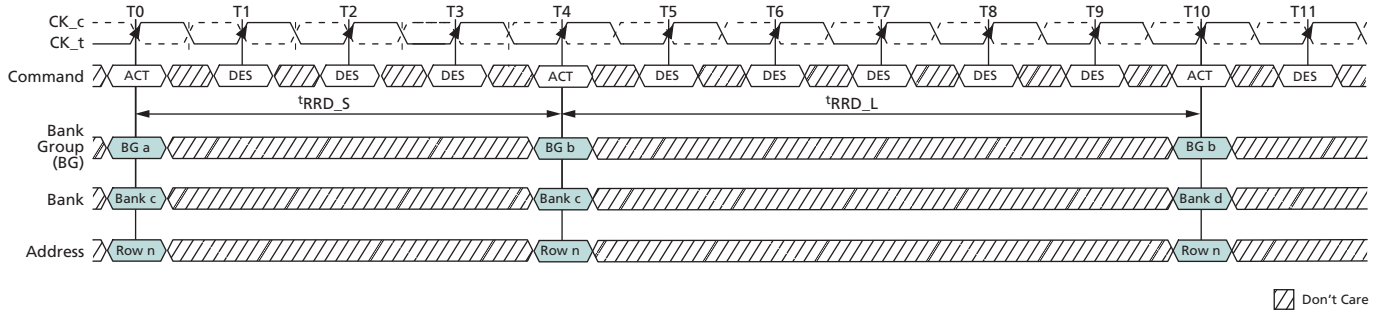 T0 T1 T2 T3 T4 T5 T6 T7 T8 T9 T10 T11
CK_c
CK_t
Command ACT DES DES DES ACT DES DES DES DES DES ACT DES
tRRD_S tRRD_L
Bank
Group
(BG)
BG a BG b BG b
Bank Bank c Bank c Bank d
Address Row n Row n Row n
Don't Care